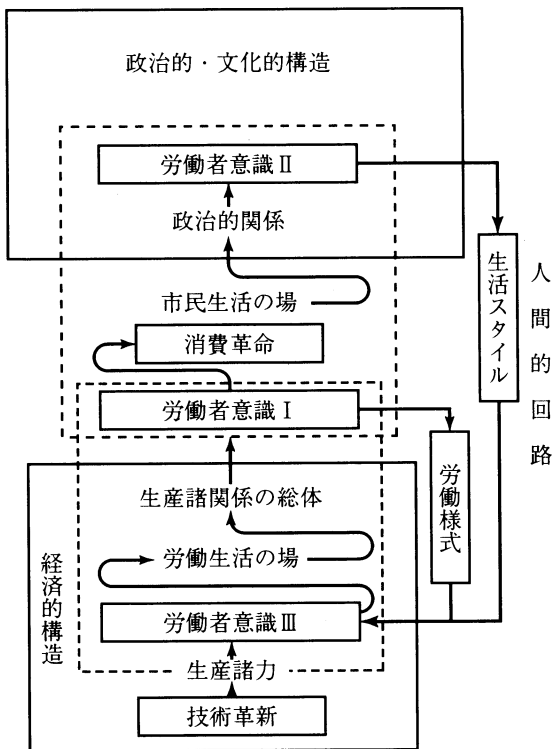 政治的・文化的構造
労働者意識Ⅱ
政治的関係
市民生活の場
消費革命
労働者意識Ⅰ
生産諸関係の総体
労働生活の場
労働者意識Ⅲ
生産諸力
技術革新
経済的構造
労働様式
生活スタイル
人間的回路